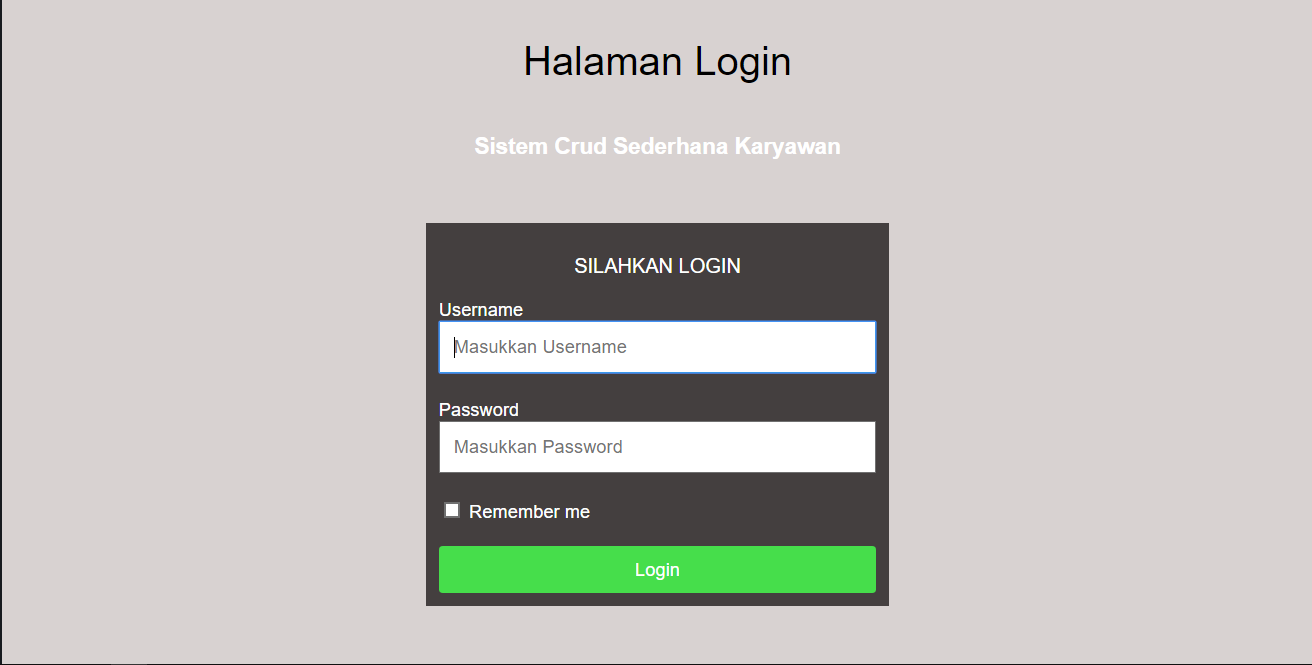 Halaman Login
Sistem Crud Sederhana Karyawan
SILAHKAN LOGIN
Username
Masukkan Username
Password
Masukkan Password
Remember me
Login